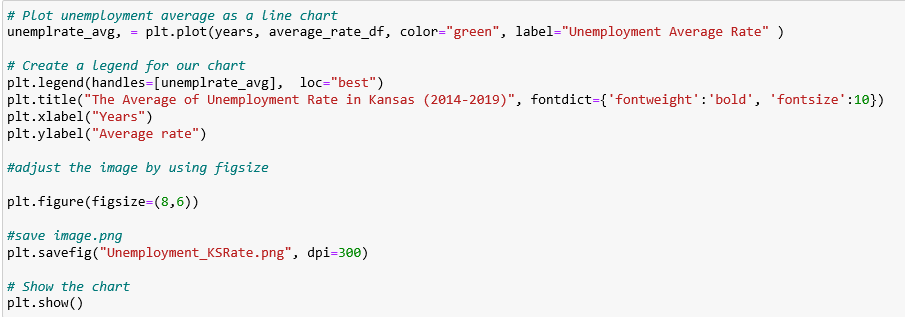 # Plot unemployment average as a line chart
unemplrate_avg, = plt.plot(years, average_rate_df, color="green", label="Unemployment Average Rate" )
# Create a legend for our chart
plt.legend(handles=[unemplrate_avg],  loc="best")
plt.title("The Average of Unemployment Rate in Kansas (2014-2019)", fontdict={'fontweight':'bold', 'fontsize':10})
plt.xlabel("Years")
plt.ylabel("Average rate")
#adjust the image by using figsize
plt.figure(figsize=(8,6))
#save image.png
plt.savefig("Unemployment_KSRate.png", dpi=300)
# Show the chart
plt.show()